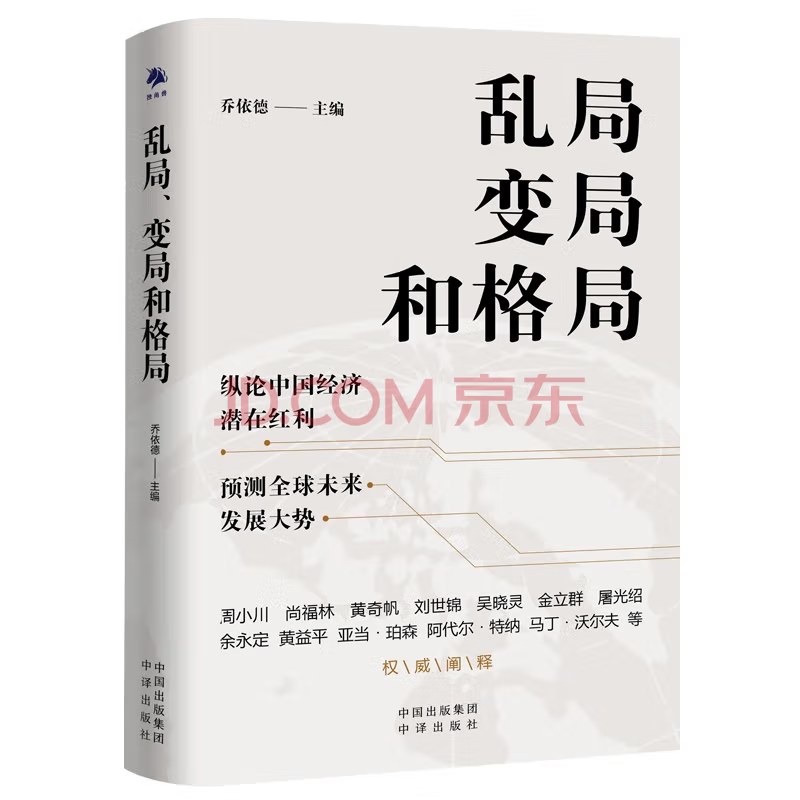 独角兽
乱局、变局和格局
乔依德——主编
中国出版集团
中译出版社
乔依德——主编
乱局
变局
和格局
纵论中国经济
JD.COM 京东
潜在红利
预测全球未来
发展大势
周小川 尚福林 黄奇帆 刘世锦 吴晓灵 金立群 屠光绍
余永定 黄益平 亚当·珀森 阿代尔·特纳 马丁·沃尔夫 等
权\威\阐\释
中国出版集团
中译出版社